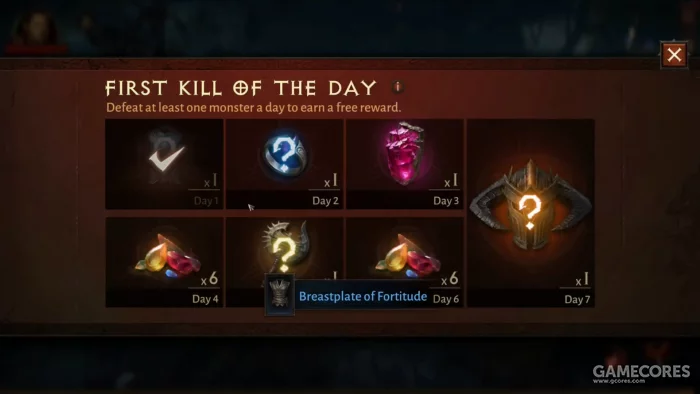 FIRST KILL OF THE DAY
Defeat at least one monster a day to earn a free reward.
x1
Day 1
?
x1
Day 2
x1
Day 3
x6
Day 4
?
Breastplate of Fortitude
x6
Day 6
?
x1
Day 7
GAMECORES
www.gcores.com